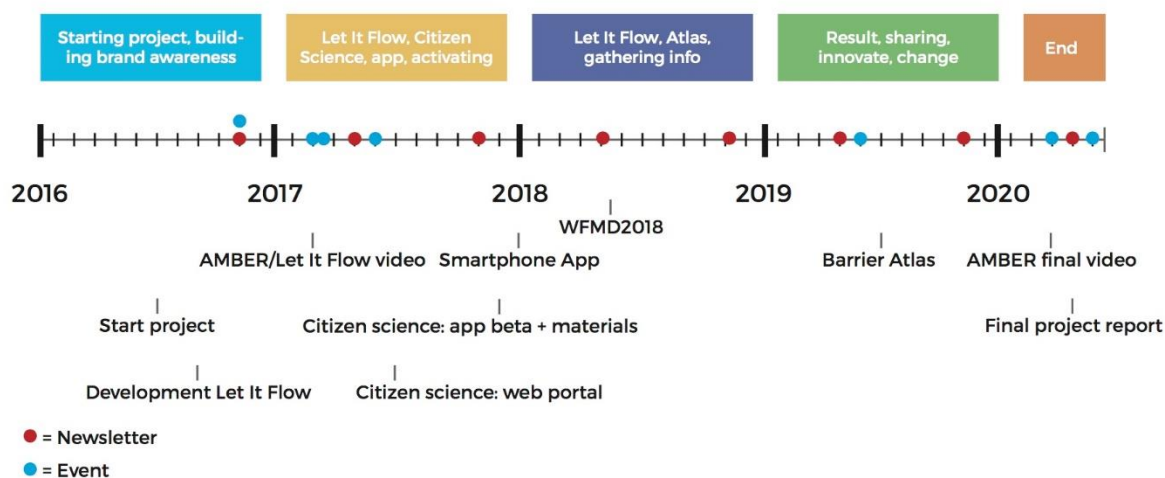 Starting project, build-
ing brand awareness
Let It Flow, Citizen
Science, app, activating
Let It Flow, Atlas,
gathering info
Result, sharing,
innovate, change
End
2016
2017
2018
2019
2020
WFMD2018
AMBER/Let It Flow video
Smartphone App
Barrier Atlas
AMBER final video
Start project
Citizen science: app beta + materials
Final project report
Development Let It Flow
Citizen science: web portal
= Newsletter
= Event